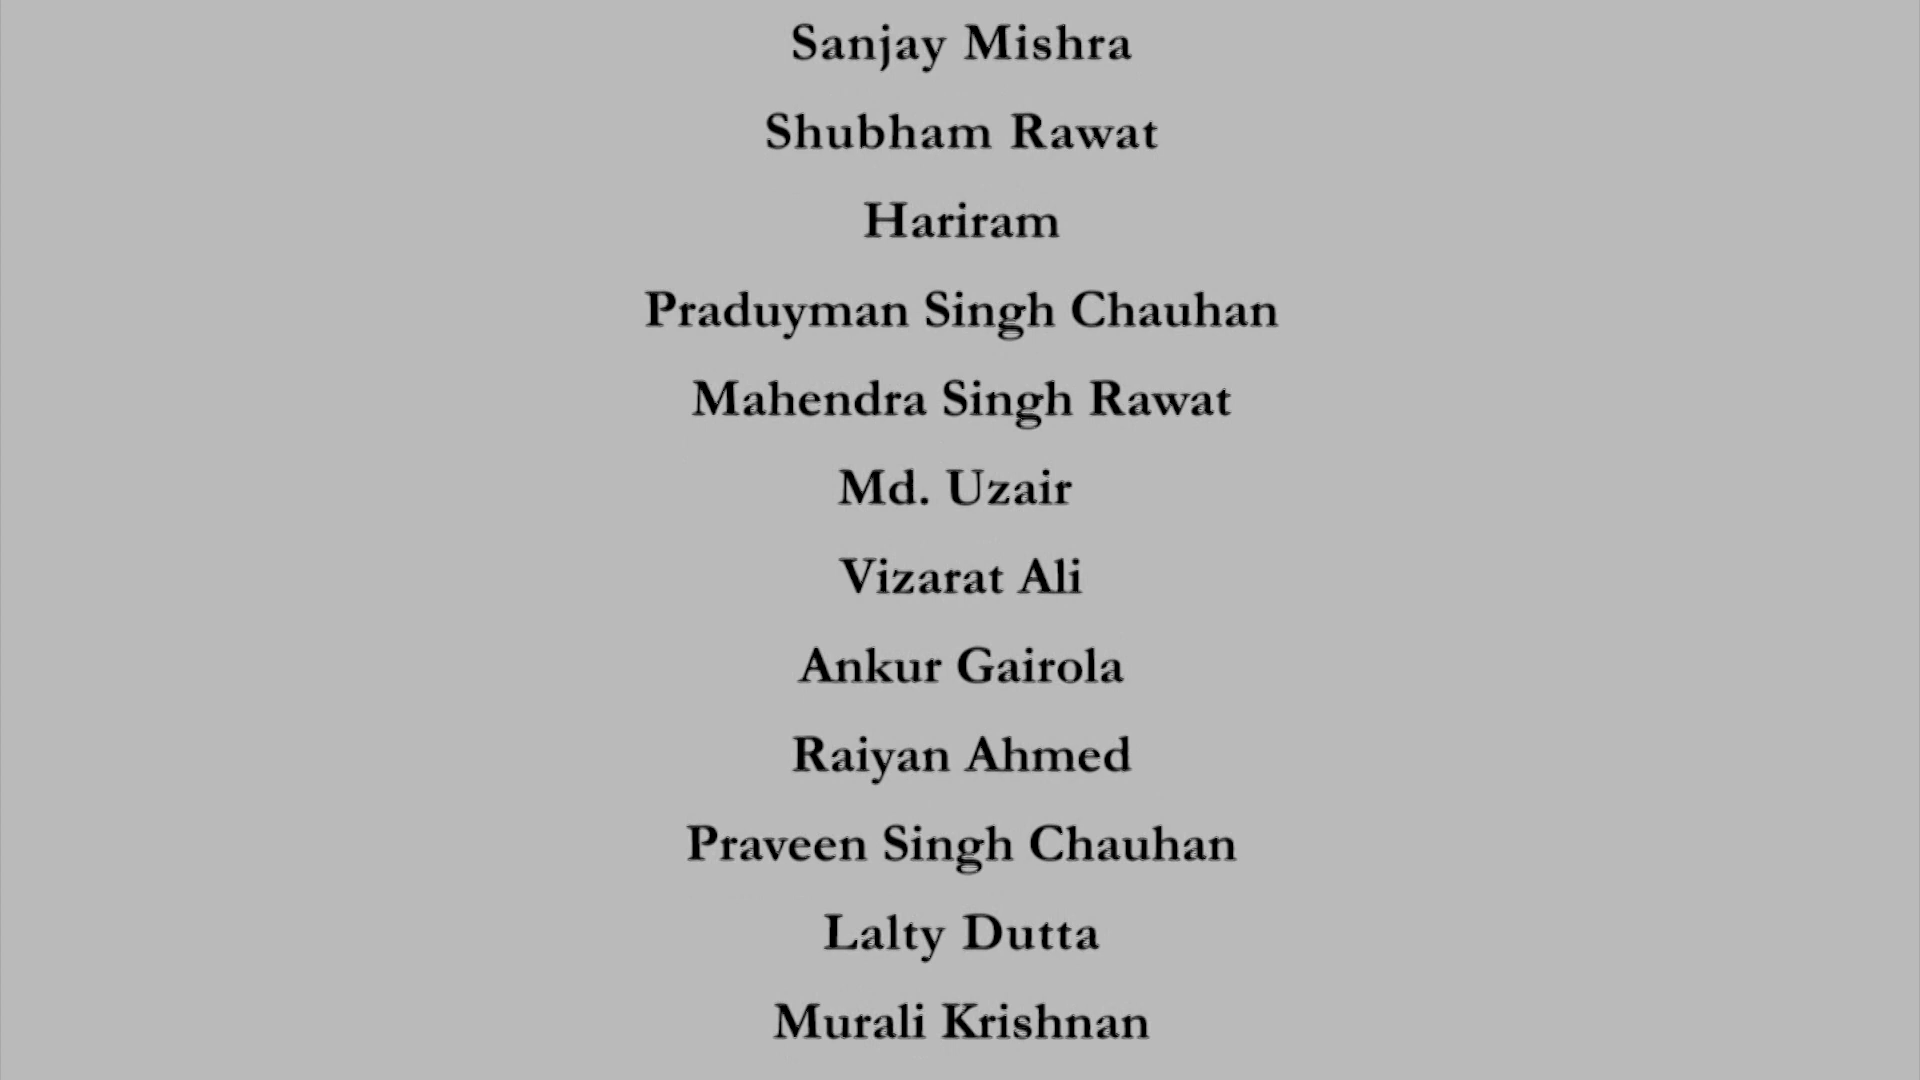 Sanjay Mishra
Shubham Rawat
Hariram
Praduyman Singh Chauhan
Mahendra Singh Rawat
Md. Uzair
Vizarat Ali
Ankur Gairola
Raiyan Ahmed
Praveen Singh Chauhan
Lalty Dutta
Murali Krishnan